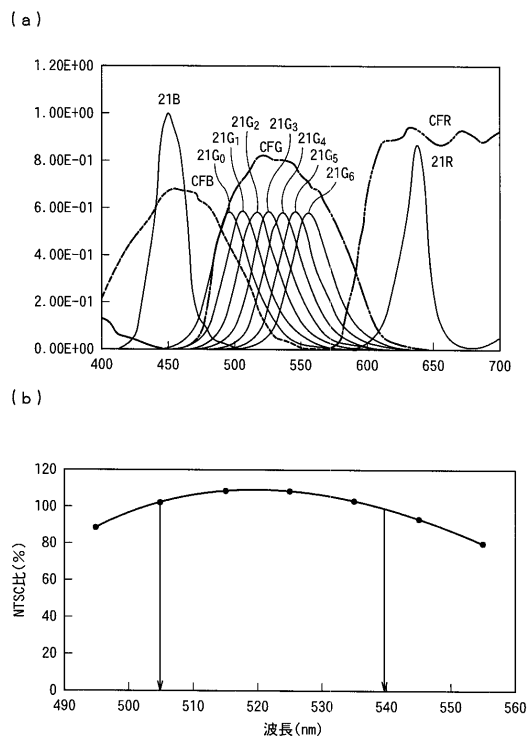 (a)
1.20E+00
1.00E+00
8.00E-01
6.00E-01
4.00E-01
2.00E-01
0.00E+00
21B
21G2
21G1
21G3
21G0
CFG
21G4
21G5
21G6
CFB
CFR
21R
400 450 500 550 600 650 700
(b)
NTSC比(%)
120
100
80
60
40
20
0
490 500 510 520 530 540 550 560
波長(nm)